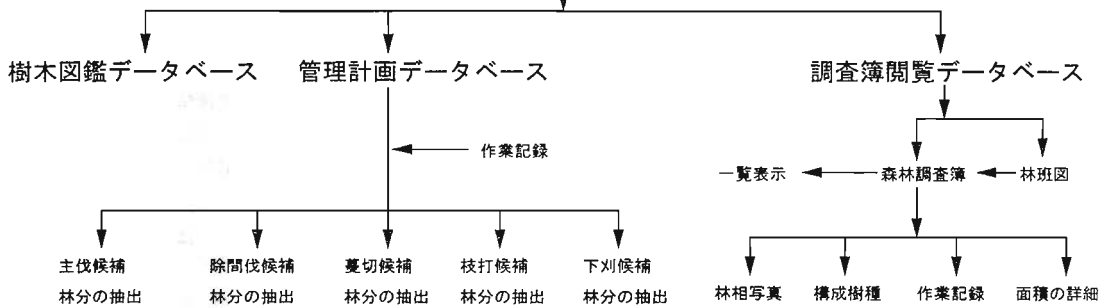 樹木図鑑データベース 管理計画データベース 調査簿閲覧データベース
作業記録
一覧表示 森林調査簿 林班図
主伐候補 除間伐候補 蔓切候補 枝打候補 下刈候補
林分の抽出 林分の抽出 林分の抽出 林分の抽出 林分の抽出
林相写真 構成樹種 作業記録 面積の詳細